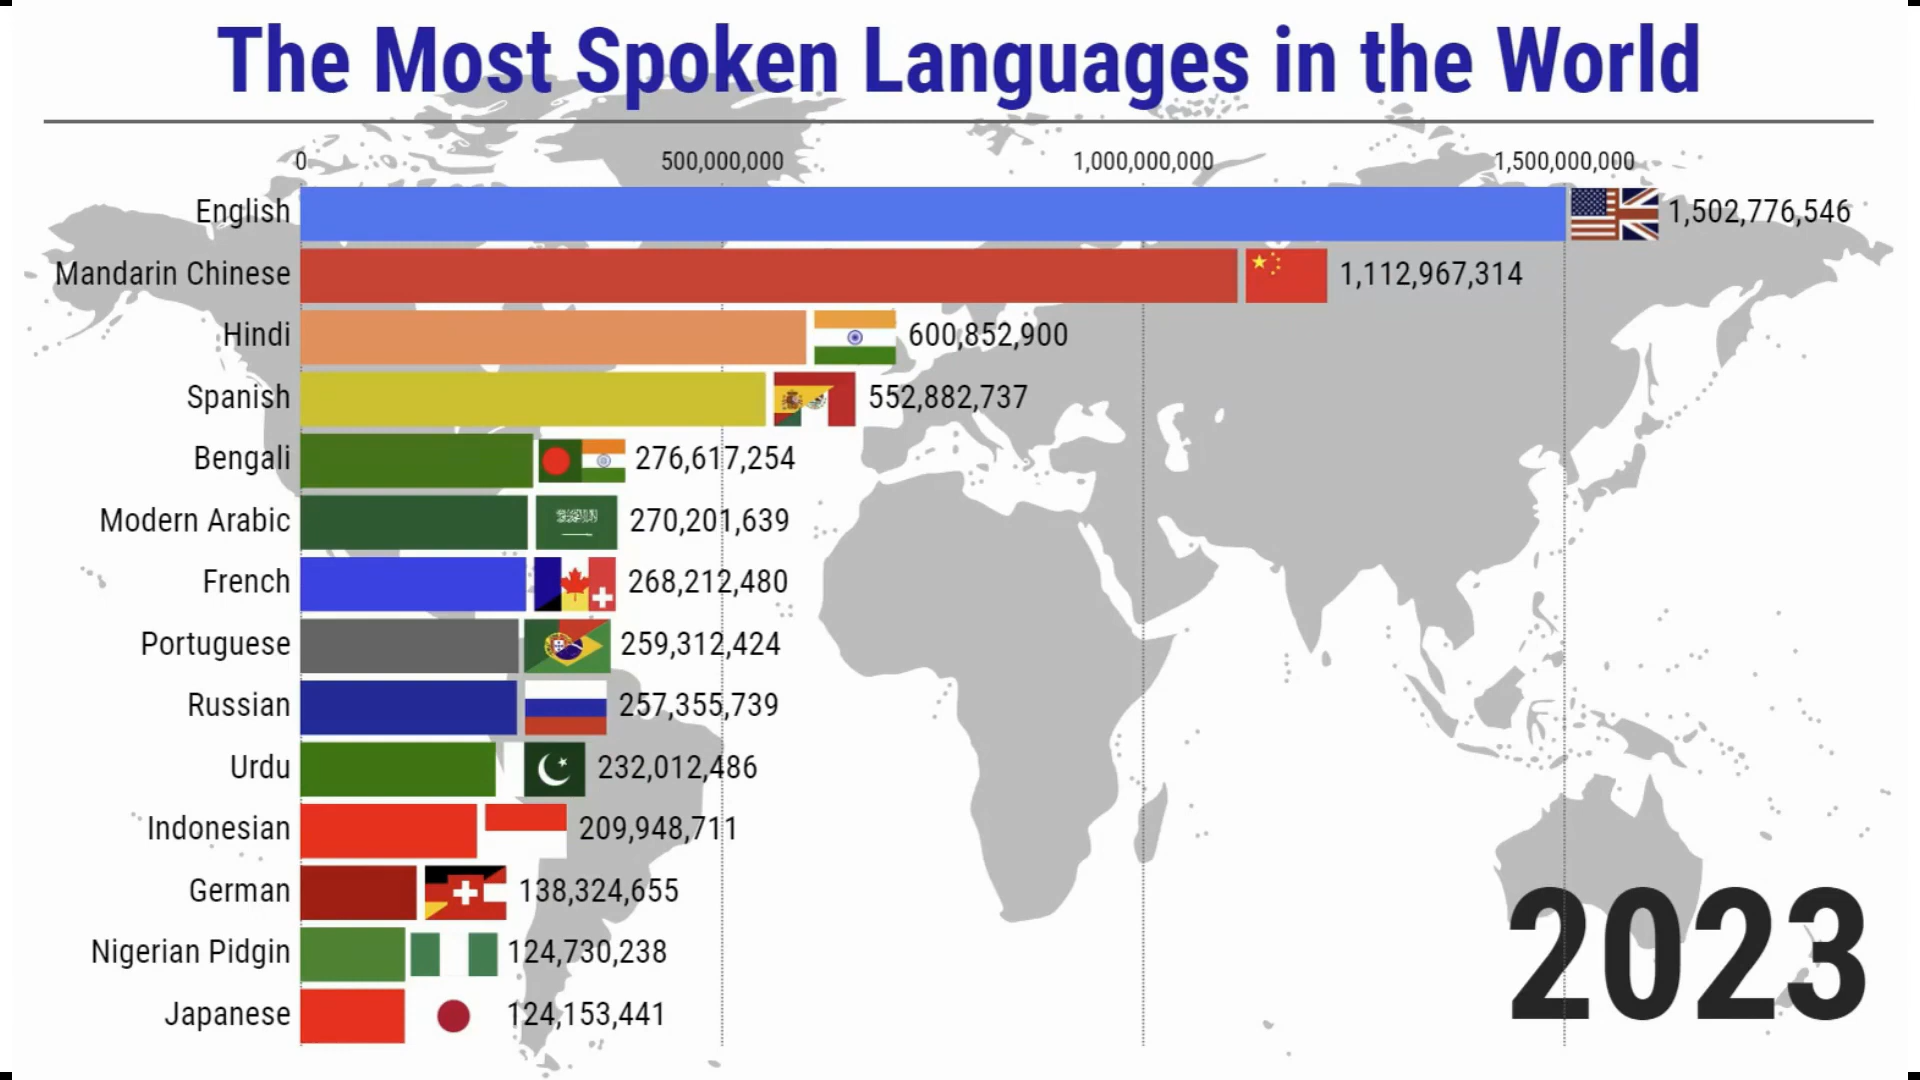 The Most Spoken Languages in the World
0 500,000,000 1,000,000,000 1,500,000,000
English 1,502,776,546
Mandarin Chinese 1,112,967,314
Hindi 600,852,900
Spanish 552,882,737
Bengali 276,617,254
Modern Arabic 270,201,639
French 268,212,480
Portuguese 259,312,424
Russian 257,355,739
Urdu 232,012,486
Indonesian 209,948,711
German 138,324,655
Nigerian Pidgin 124,730,238
Japanese 124,153,441
2023